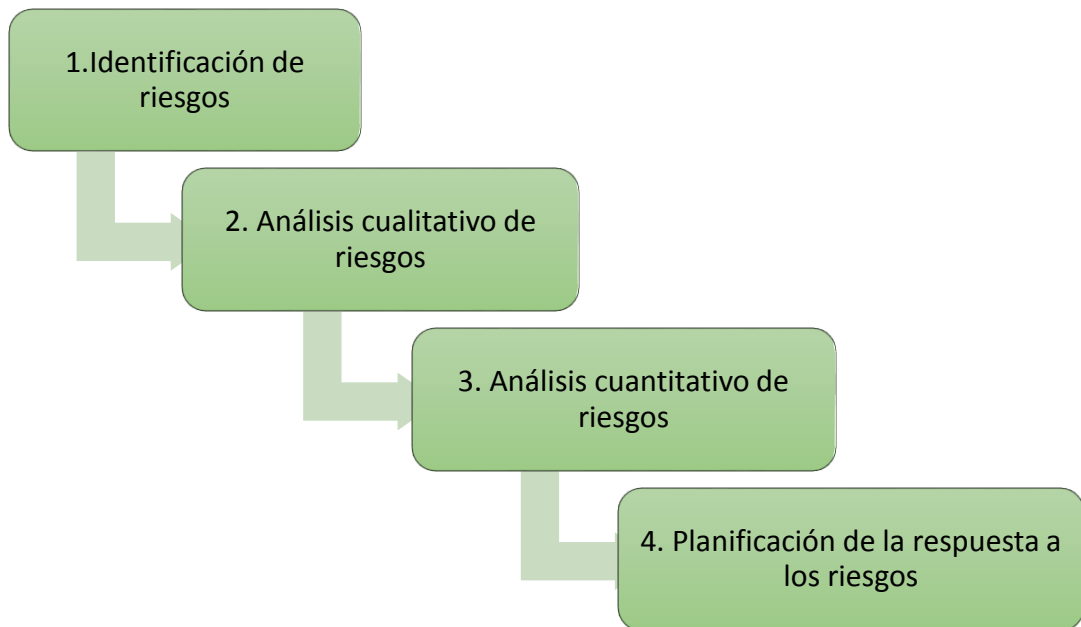 1.Identificación de
riesgos
2. Análisis cualitativo de
riesgos
3. Análisis cuantitativo de
riesgos
4. Planificación de la respuesta a
los riesgos